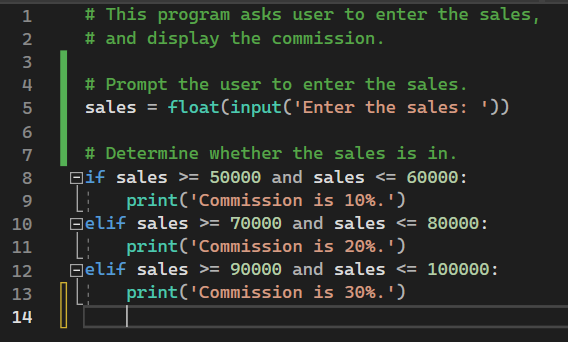 1 # This program asks user to enter the sales,
2 # and display the commission.
3
4 # Prompt the user to enter the sales.
5 sales = float(input('Enter the sales: '))
6
7 # Determine whether the sales is in.
8 if sales >= 50000 and sales <= 60000:
9     print('Commission is 10%.')
10 elif sales >= 70000 and sales <= 80000:
11     print('Commission is 20%.')
12 elif sales >= 90000 and sales <= 100000:
13     print('Commission is 30%.')
14